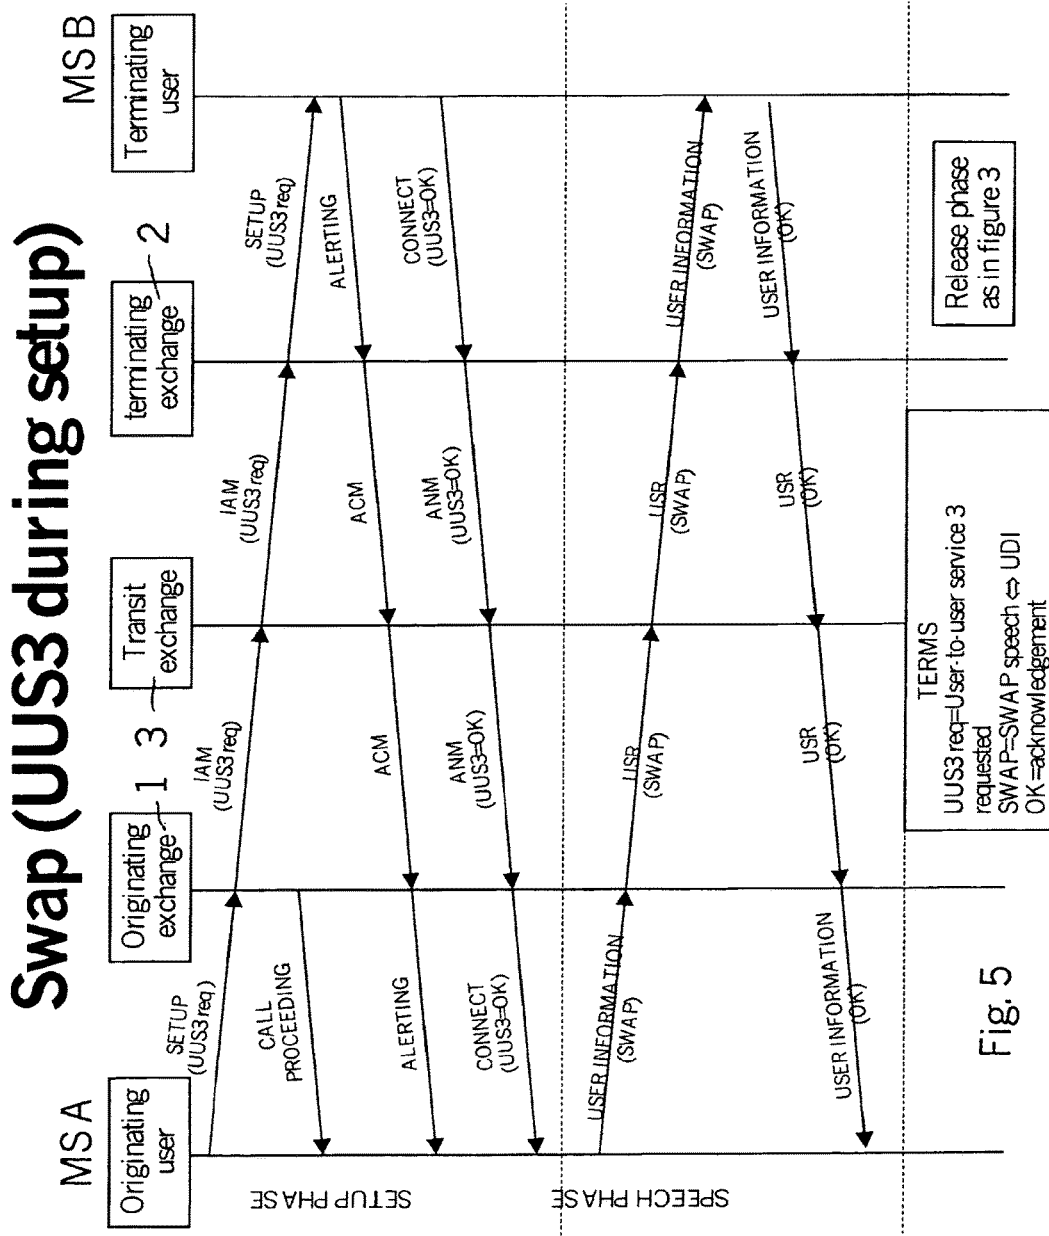 Swap (UUS3 during setup)
MS A
MS B
Originating
user
Originating
exchange
1
3
Transit
exchange
terminating
exchange
2
Terminating
user
SETUP PHASE
SETUP
(UUS3 req)
IAM
(UUS3 req)
IAM
(UUS3 req)
SETUP
(UUS3 req)
CALL
PROCEEDING
ALERTING
ACM
ACM
ALERTING
CONNECT
(UUS3=OK)
ANM
(UUS3=OK)
ANM
(UUS3=OK)
CONNECT
(UUS3=OK)
SPEECH PHASE
USER INFORMATION
(SWAP)
USR
(SWAP)
USR
(SWAP)
USER INFORMATION
(SWAP)
USER INFORMATION
(OK)
USR
(OK)
USR
(OK)
USER INFORMATION
(OK)
Fig. 5
TERMS
UUS3 req=User-to-user service 3
requested
SWAP=SWAP speech ⇔ UDI
OK=acknowledgement
Release phase
as in figure 3